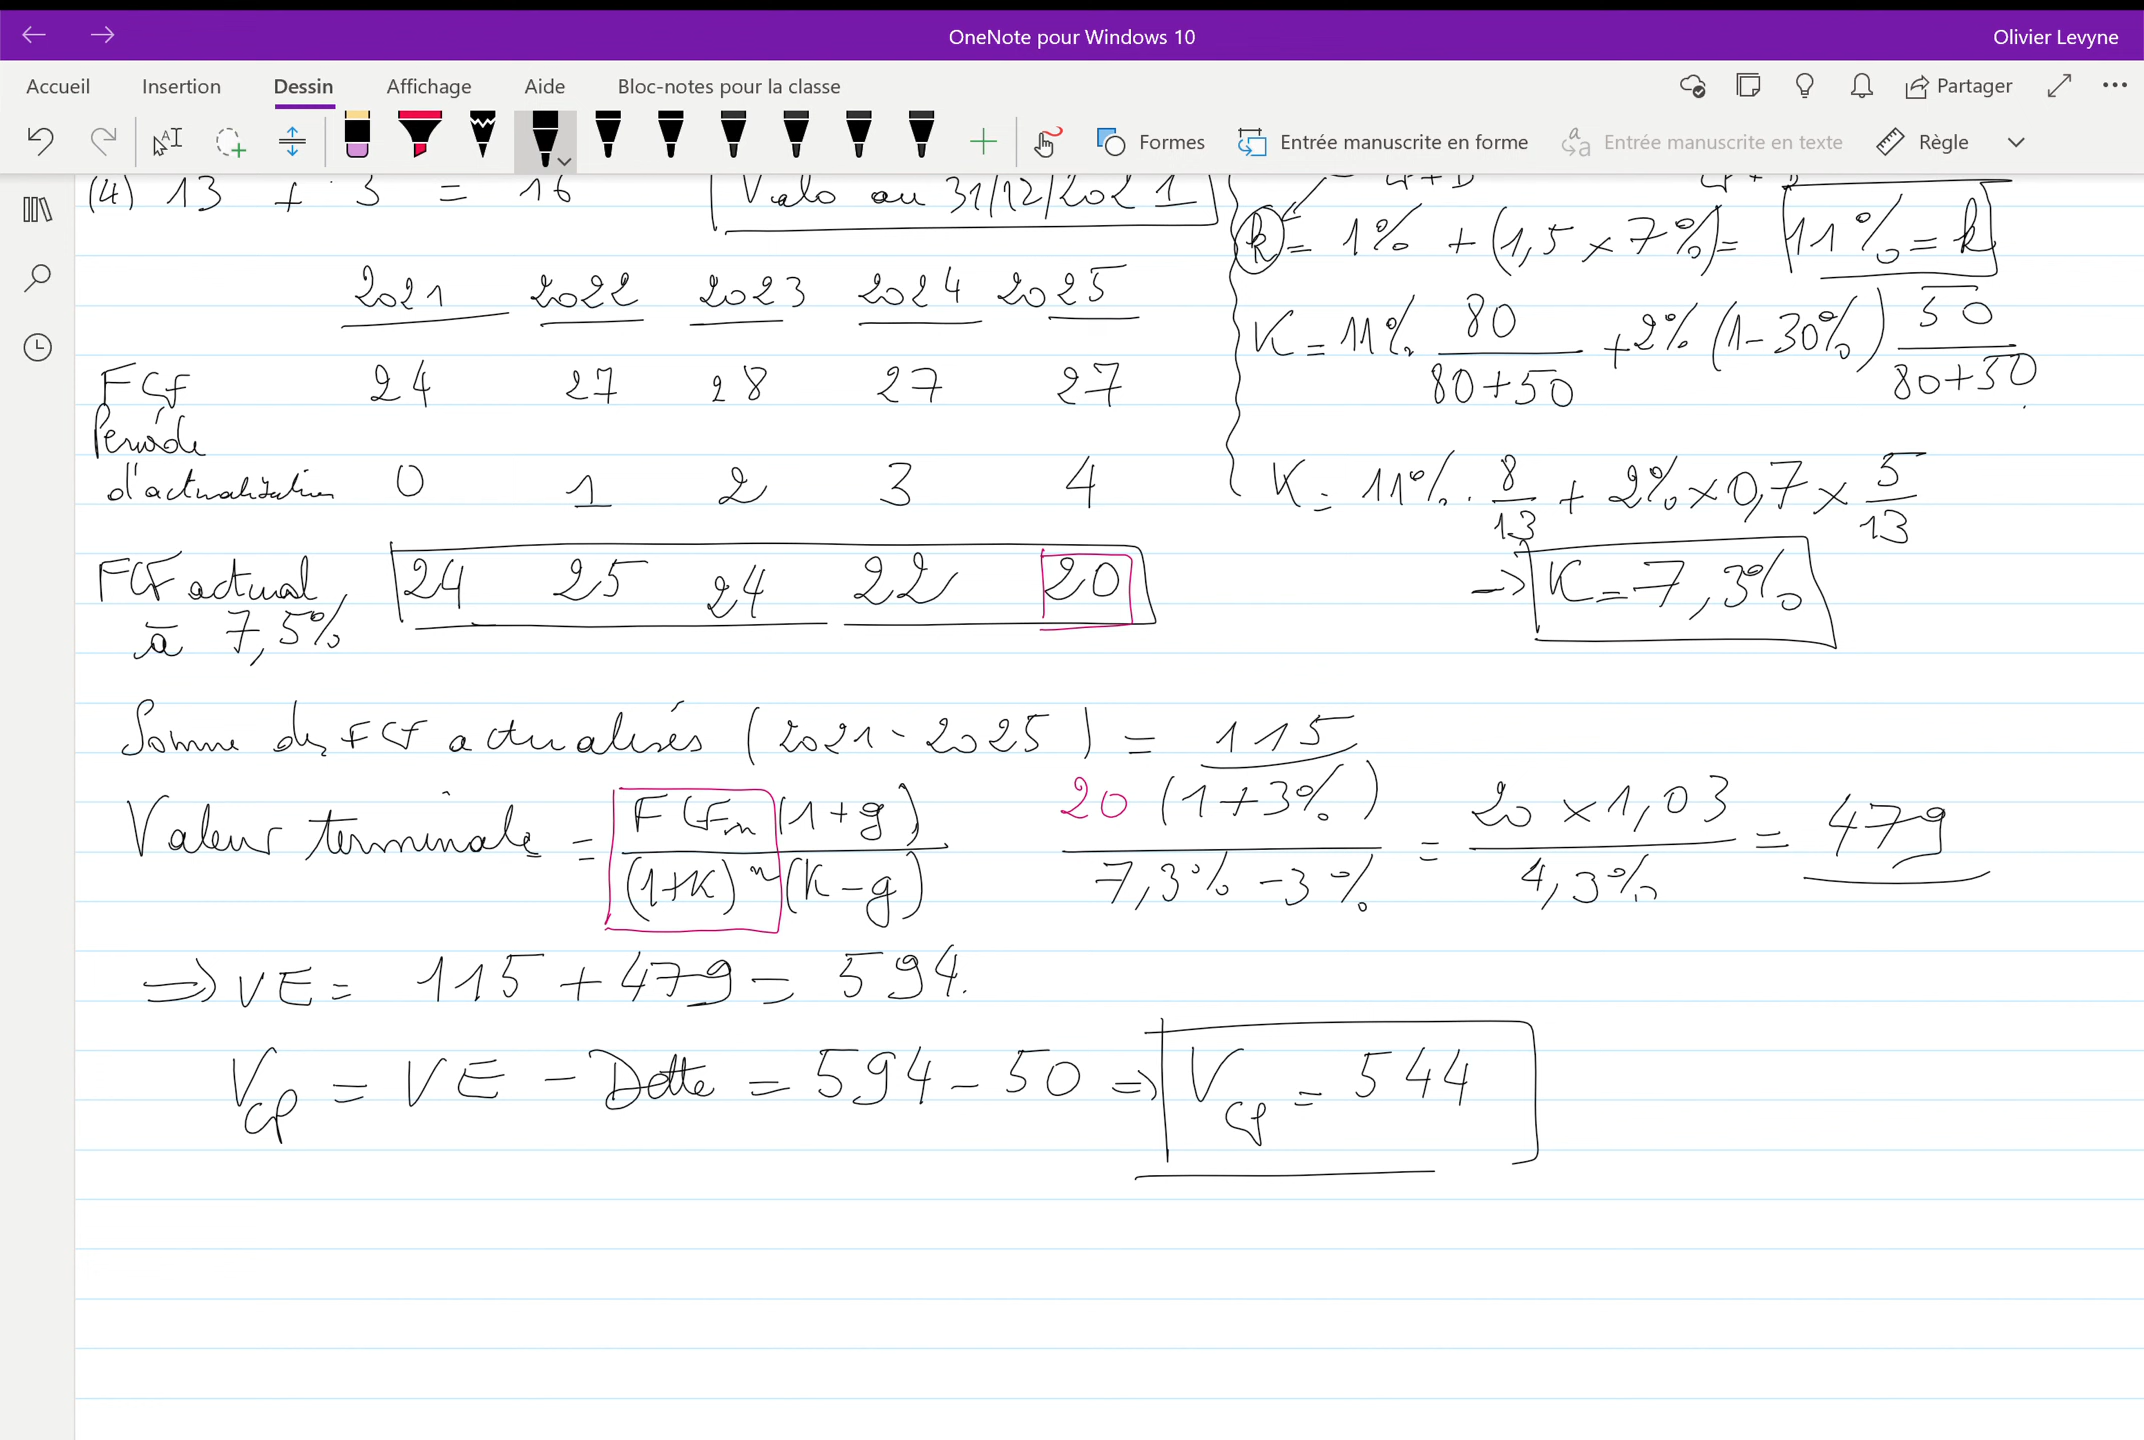 OneNote pour Windows 10
Olivier Levyne
Accueil Insertion Dessin Affichage Aide Bloc-notes pour la classe Partager
Formes Entrée manuscrite en forme Entrée manuscrite en texte Règle
(4) 13 + 3 = 16
Valo au 31/12/2021
2021 2022 2023 2024 2025
FCF 24 27 28 27 27
Période
d'actualisation 0 1 2 3 4
FCF actual 24 25 24 22 20
à 7,5%
k = 1% + (1,5 × 7%) = 11% = k
K = 11% . 80/(80+50) + 2% (1-30%) 50/(80+50)
K = 11% . 8/13 + 2% × 0,7 × 5/13
→ K = 7,3%
Somme des FCF actualisés (2021-2025) = 115
Valeur terminale = FCFn (1+g) / (1+K)^n (K-g) 20 (1+3%) / 7,3% - 3% = 20 × 1,03 / 4,3% = 479
⇒ VE = 115 + 479 = 594.
Vcp = VE - Dette = 594 - 50 ⇒ Vcp = 544